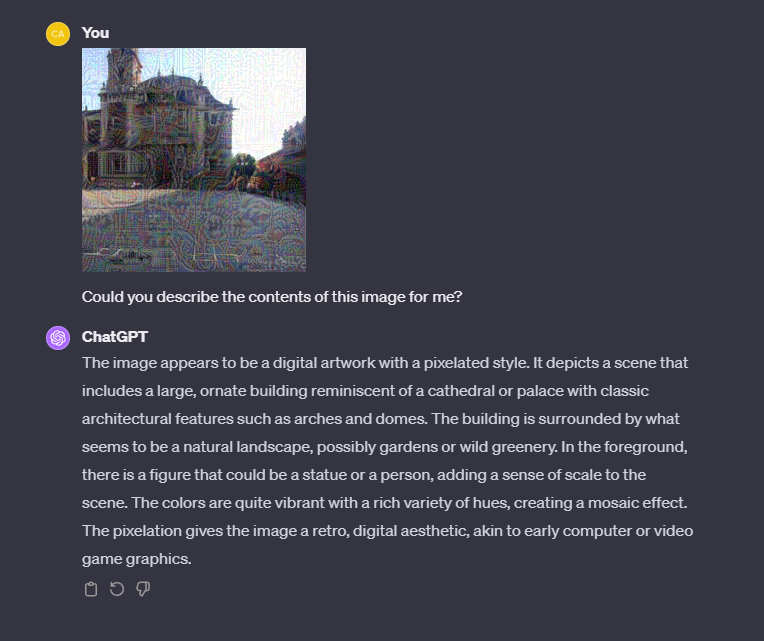 CA
You
Could you describe the contents of this image for me?
ChatGPT
The image appears to be a digital artwork with a pixelated style. It depicts a scene that
includes a large, ornate building reminiscent of a cathedral or palace with classic
architectural features such as arches and domes. The building is surrounded by what
seems to be a natural landscape, possibly gardens or wild greenery. In the foreground,
there is a figure that could be a statue or a person, adding a sense of scale to the
scene. The colors are quite vibrant with a rich variety of hues, creating a mosaic effect.
The pixelation gives the image a retro, digital aesthetic, akin to early computer or video
game graphics.